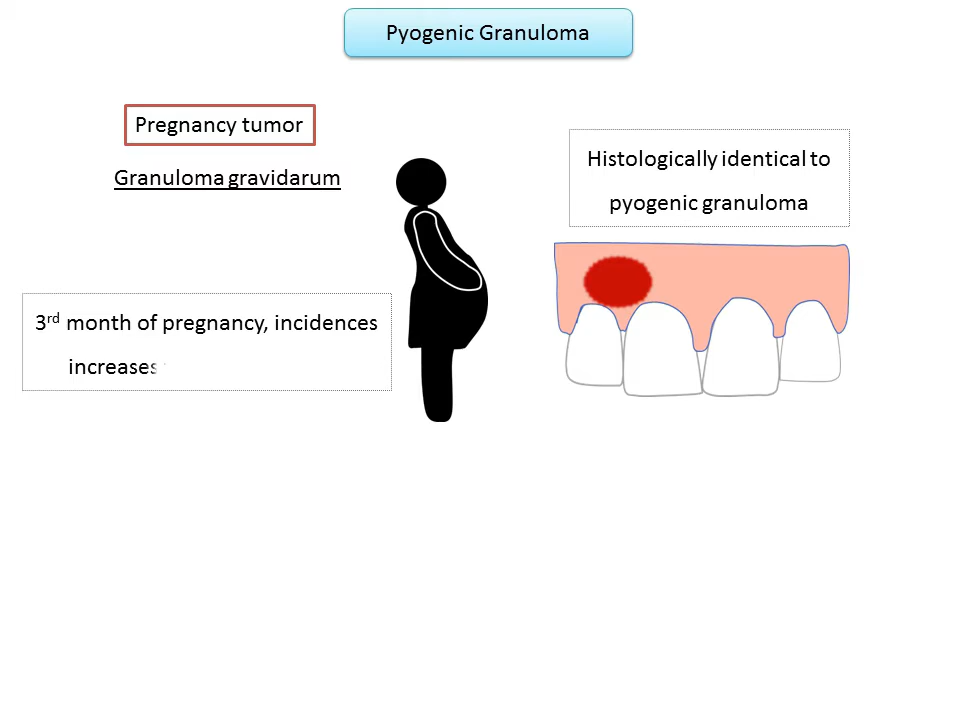 Pyogenic Granuloma
Pregnancy tumor
Granuloma gravidarum
Histologically identical to
pyogenic granuloma
3rd month of pregnancy, incidences
increases